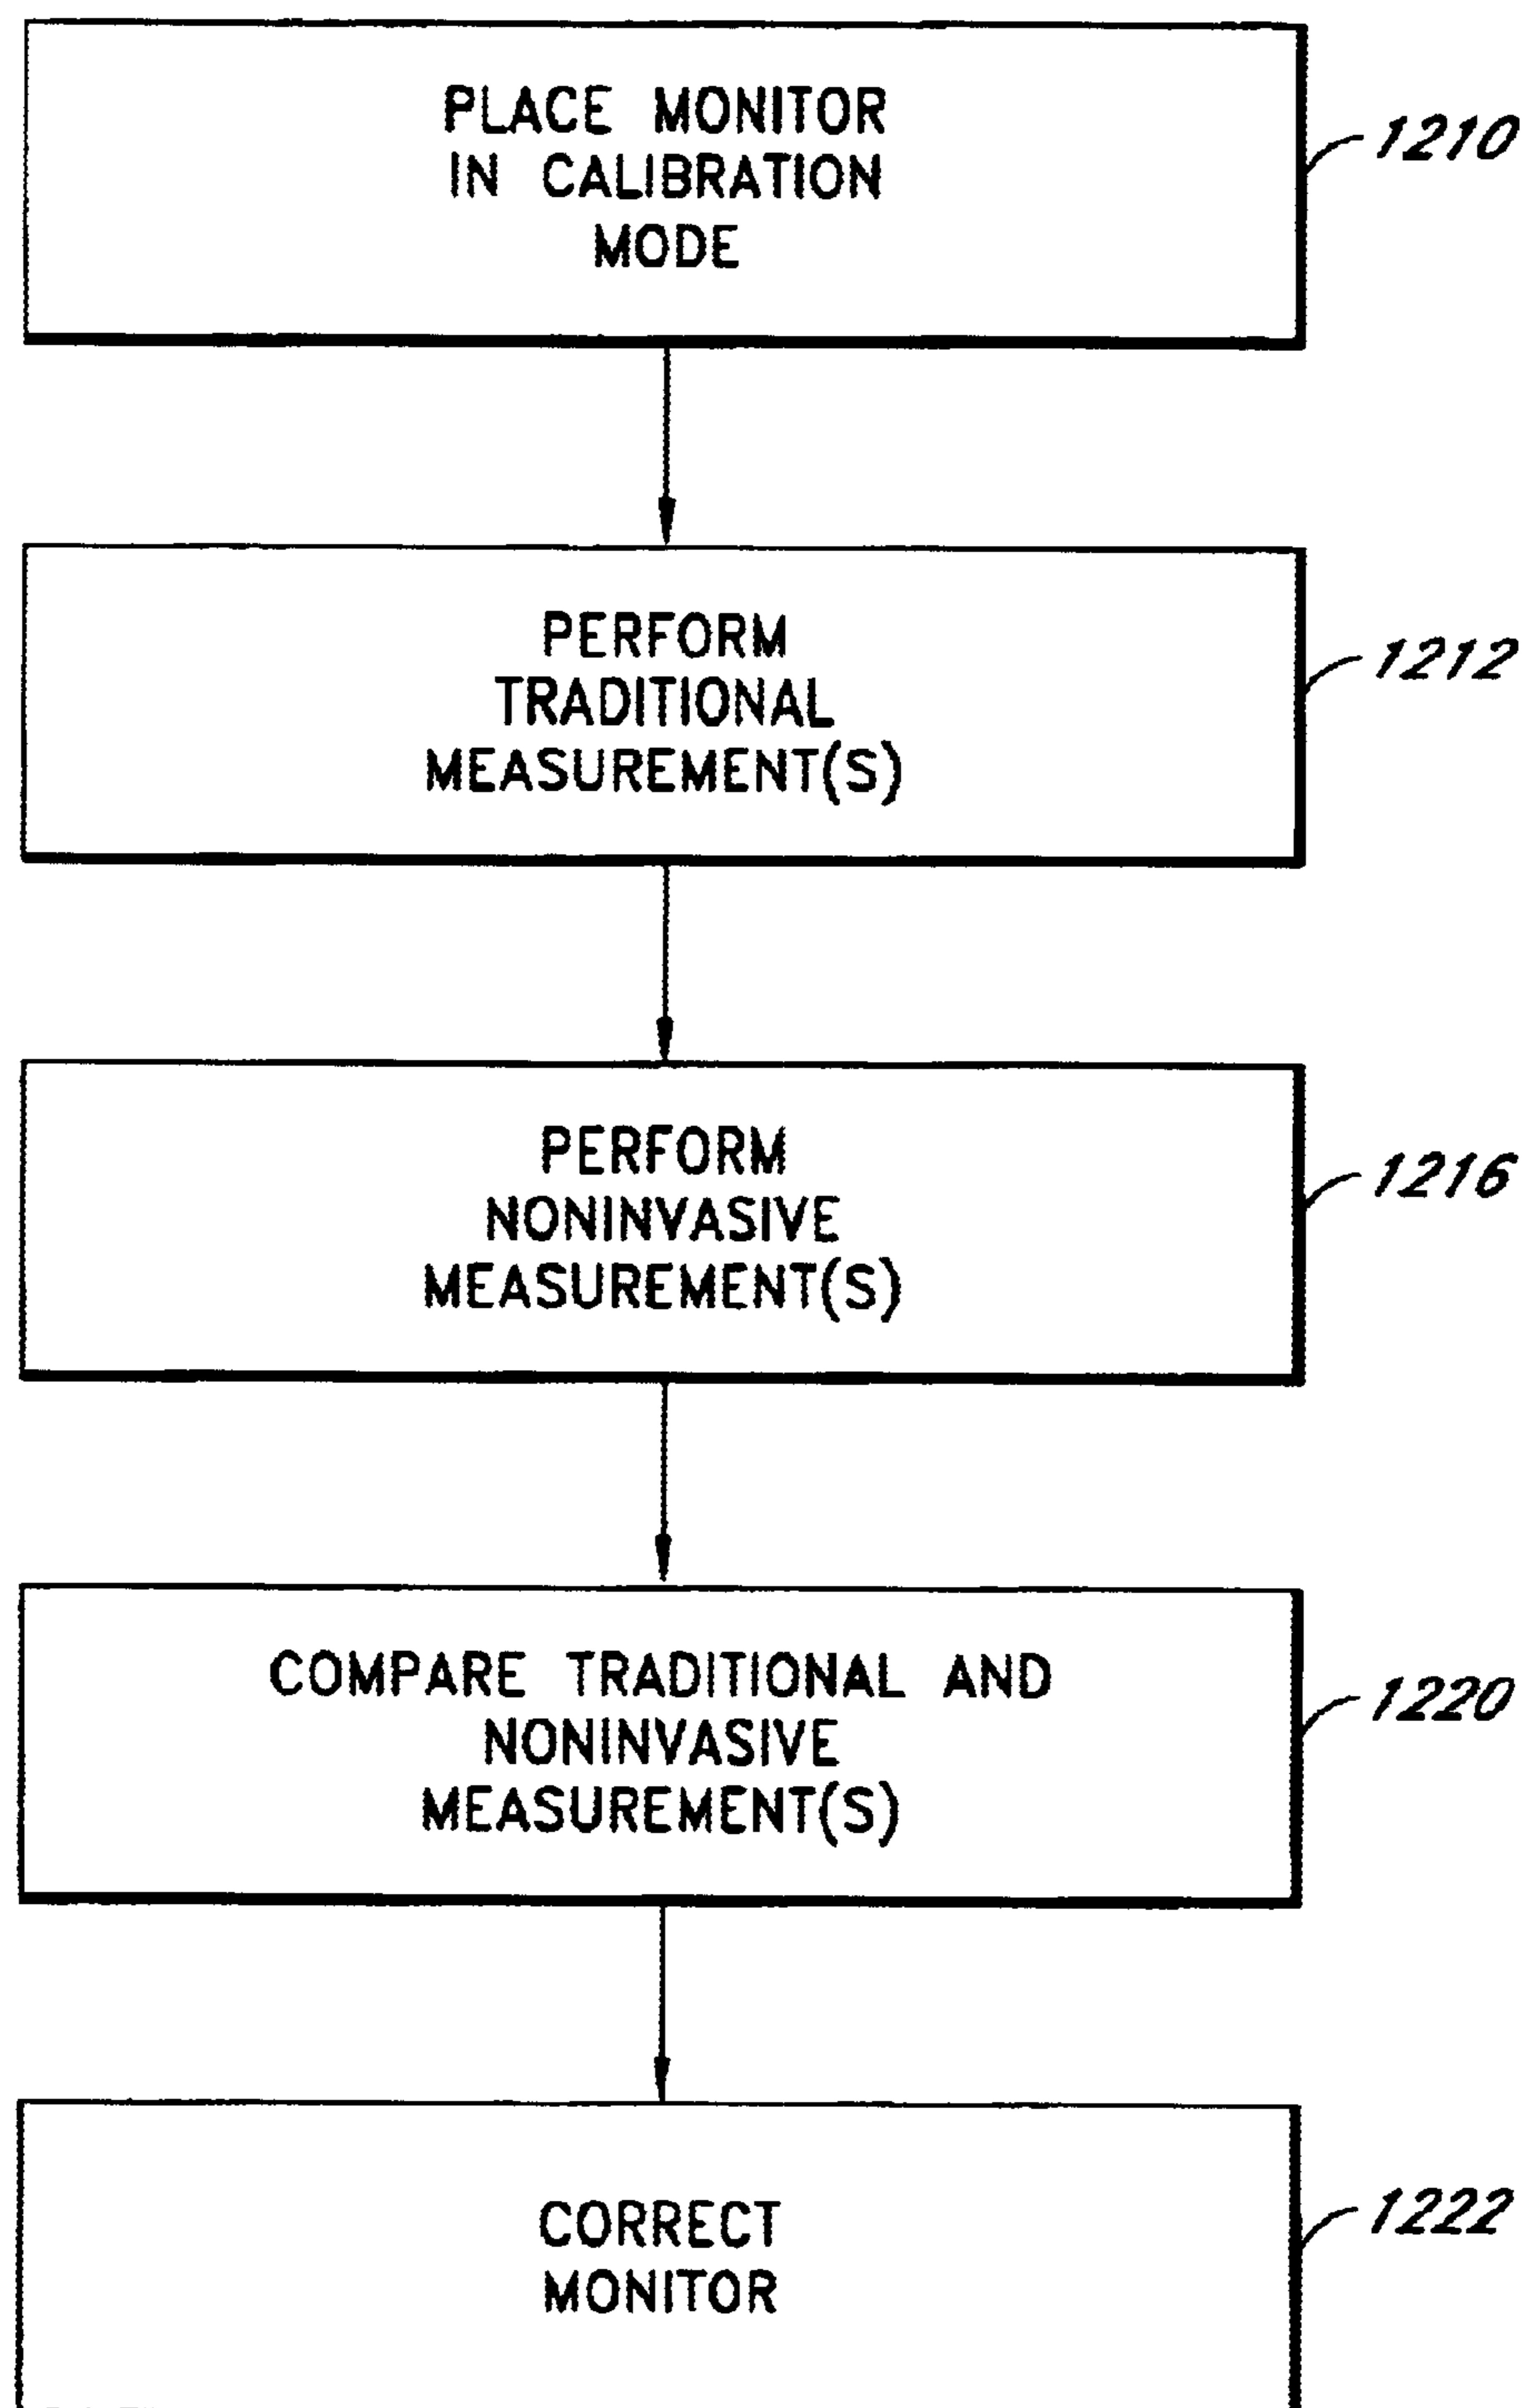 PLACE MONITOR
IN CALIBRATION
MODE
1210
PERFORM
TRADITIONAL
MEASUREMENT(S)
1212
PERFORM
NONINVASIVE
MEASUREMENT(S)
1216
COMPARE TRADITIONAL AND
NONINVASIVE
MEASUREMENT(S)
1220
CORRECT
MONITOR
1222